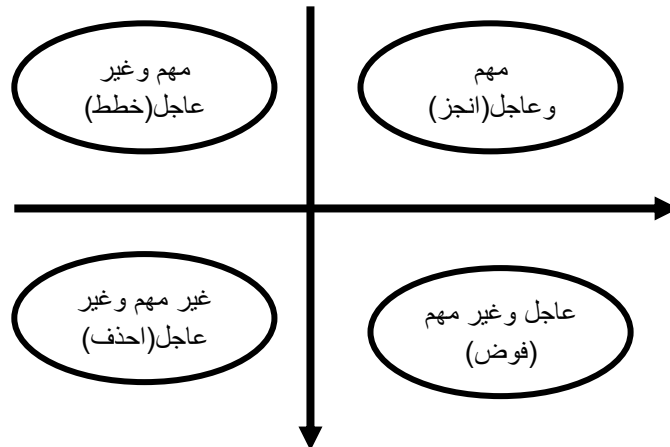 مهم
وعاجل(انجز)
مهم وغير
عاجل(خطط)
عاجل وغير مهم
(فوض)
غير مهم وغير
عاجل(احذف)